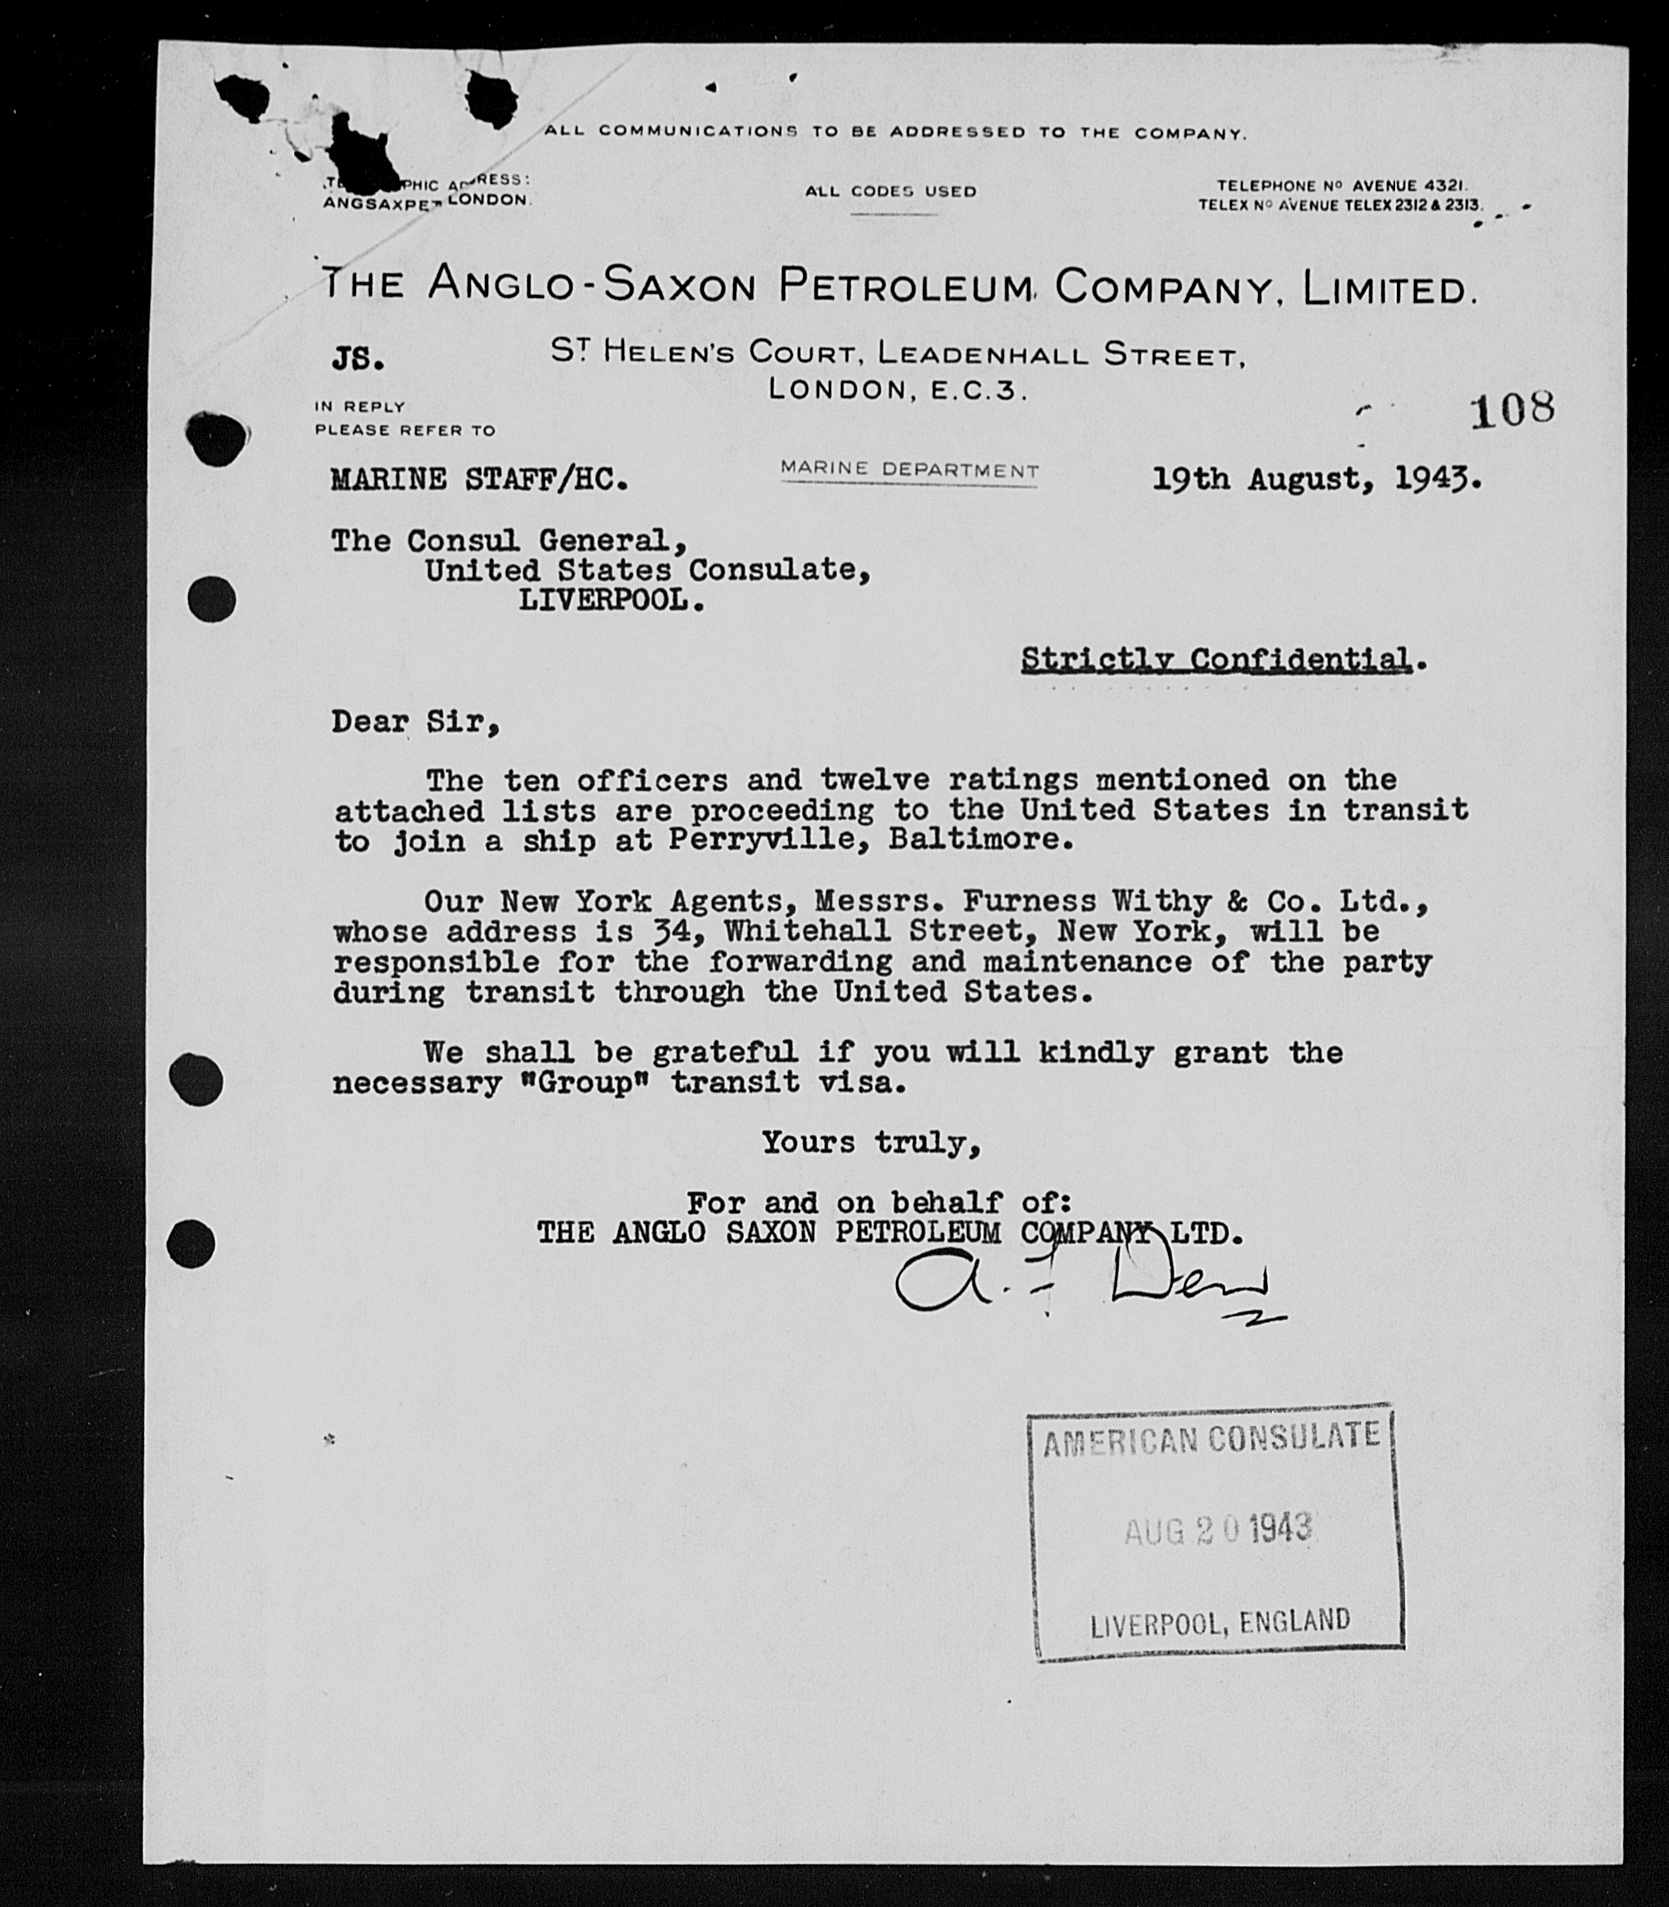 ALL COMMUNICATIONS TO BE ADDRESSED TO THE COMPANY.
ADDRESS:
LONDON.
ALL CODES USED
TELEPHONE No AVENUE 4321.
TELEX No AVENUE TELEX 2312 & 2313.
THE ANGLO-SAXON PETROLEUM COMPANY, LIMITED.
JS.
ST HELEN'S COURT, LEADENHALL STREET,
LONDON, E.C.3.
IN REPLY
PLEASE REFER TO
108
MARINE STAFF/HC.
MARINE DEPARTMENT
19th August, 1943.
The Consul General,
United States Consulate,
LIVERPOOL.
Strictly Confidential.
Dear Sir,
The ten officers and twelve ratings mentioned on the
attached lists are proceeding to the United States in transit
to join a ship at Perryville, Baltimore.
Our New York Agents, Messrs. Furness Withy & Co. Ltd.,
whose address is 34, Whitehall Street, New York, will be
responsible for the forwarding and maintenance of the party
during transit through the United States.
We shall be grateful if you will kindly grant the
necessary "Group" transit visa.
Yours truly,
For and on behalf of:
THE ANGLO SAXON PETROLEUM COMPANY LTD.
AMERICAN CONSULATE
AUG 20 1943
LIVERPOOL, ENGLAND